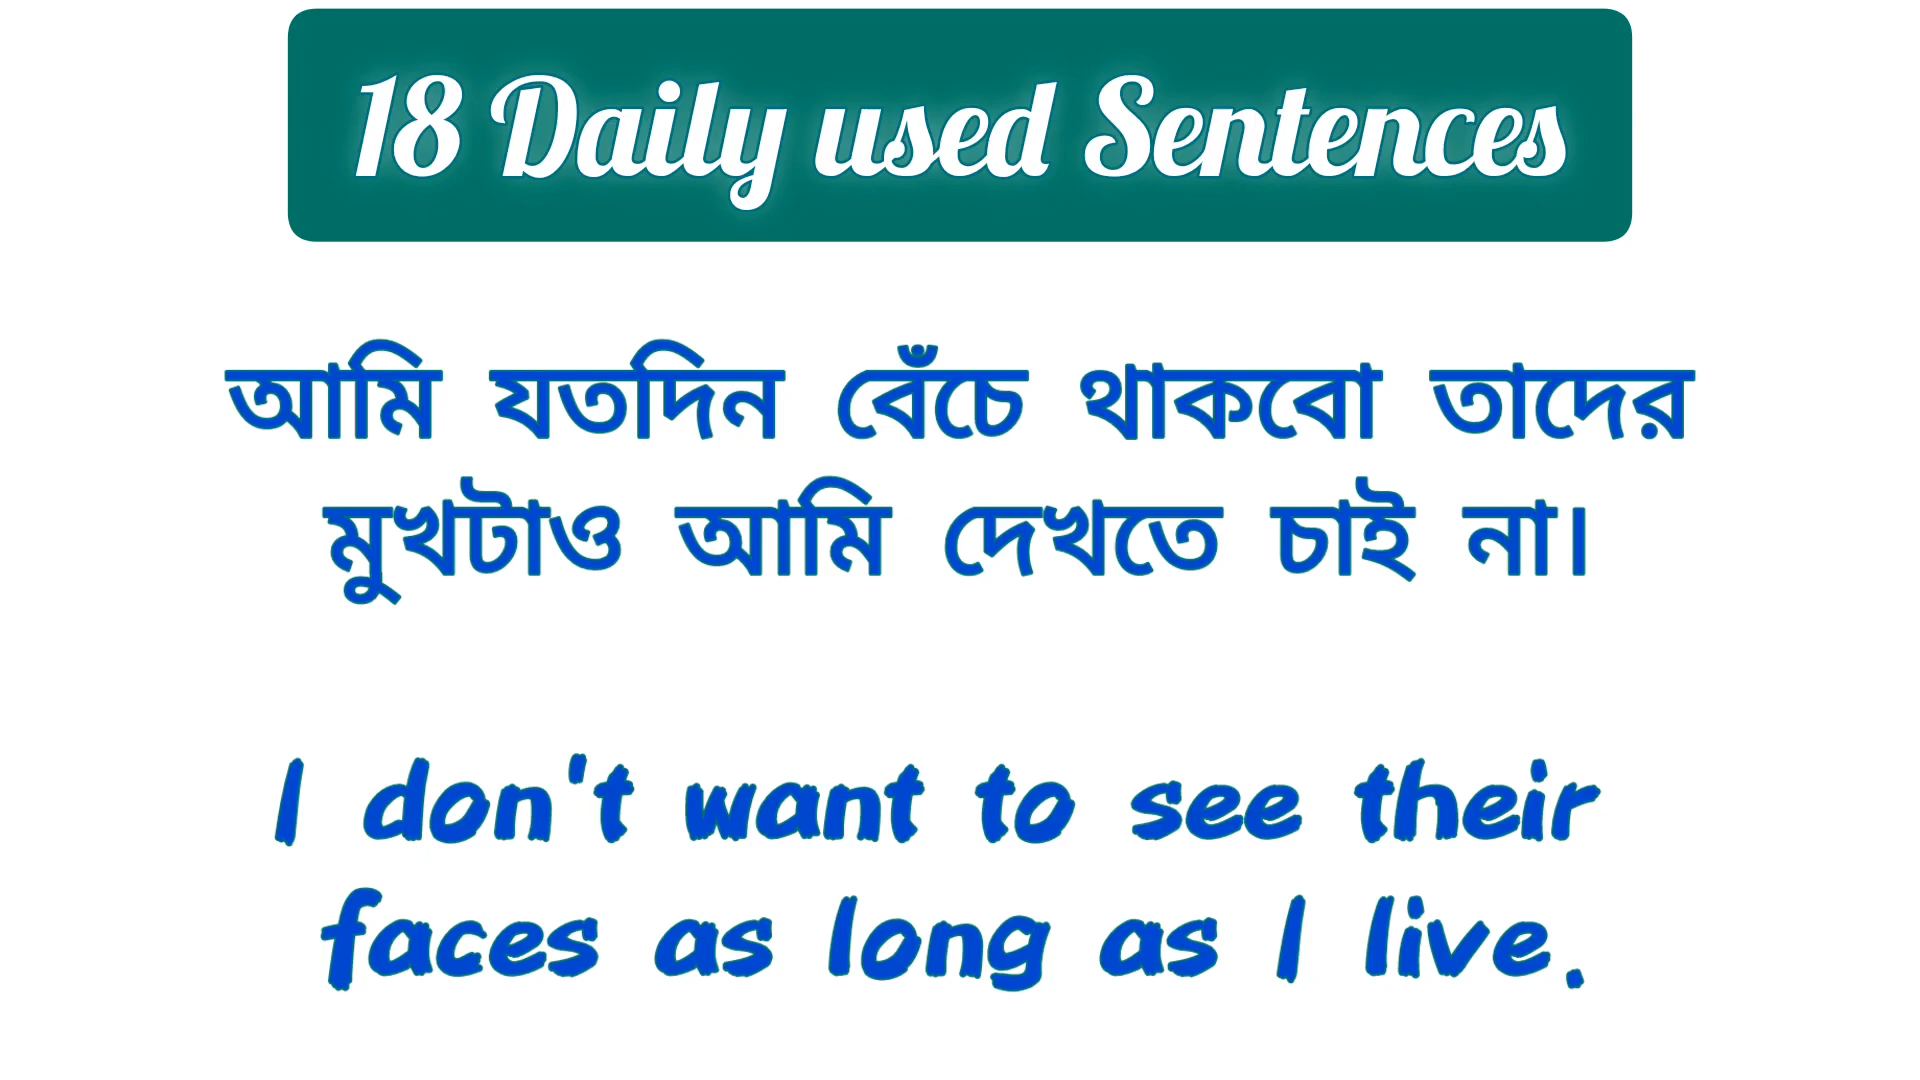 18 Daily used Sentences
আমি যতদিন বেঁচে থাকবো তাদের
মুখটাও আমি দেখতে চাই না।
I don't want to see their
faces as long as I live.